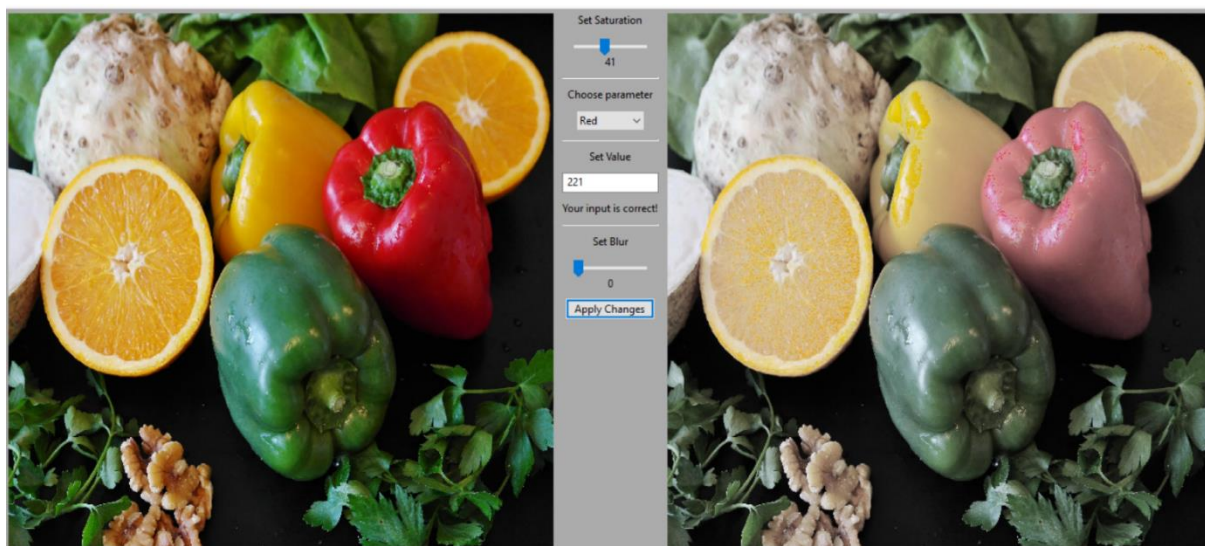 Set Saturation
41
Choose parameter
Red
Set Value
221
Your input is correct!
Set Blur
0
Apply Changes